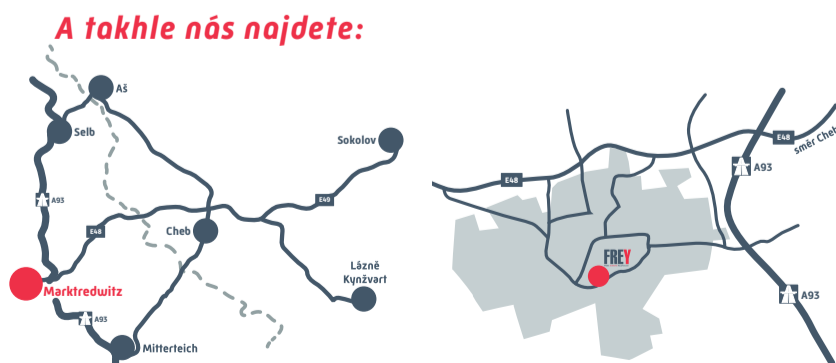 A takhle nás najdete:
Aš
Selb
Sokolov
A93
E48
E49
Cheb
Lázně
Kynžvart
Marktredwitz
A93
Mitterteich
E48
směr Cheb
A93
E48
FREY
A93